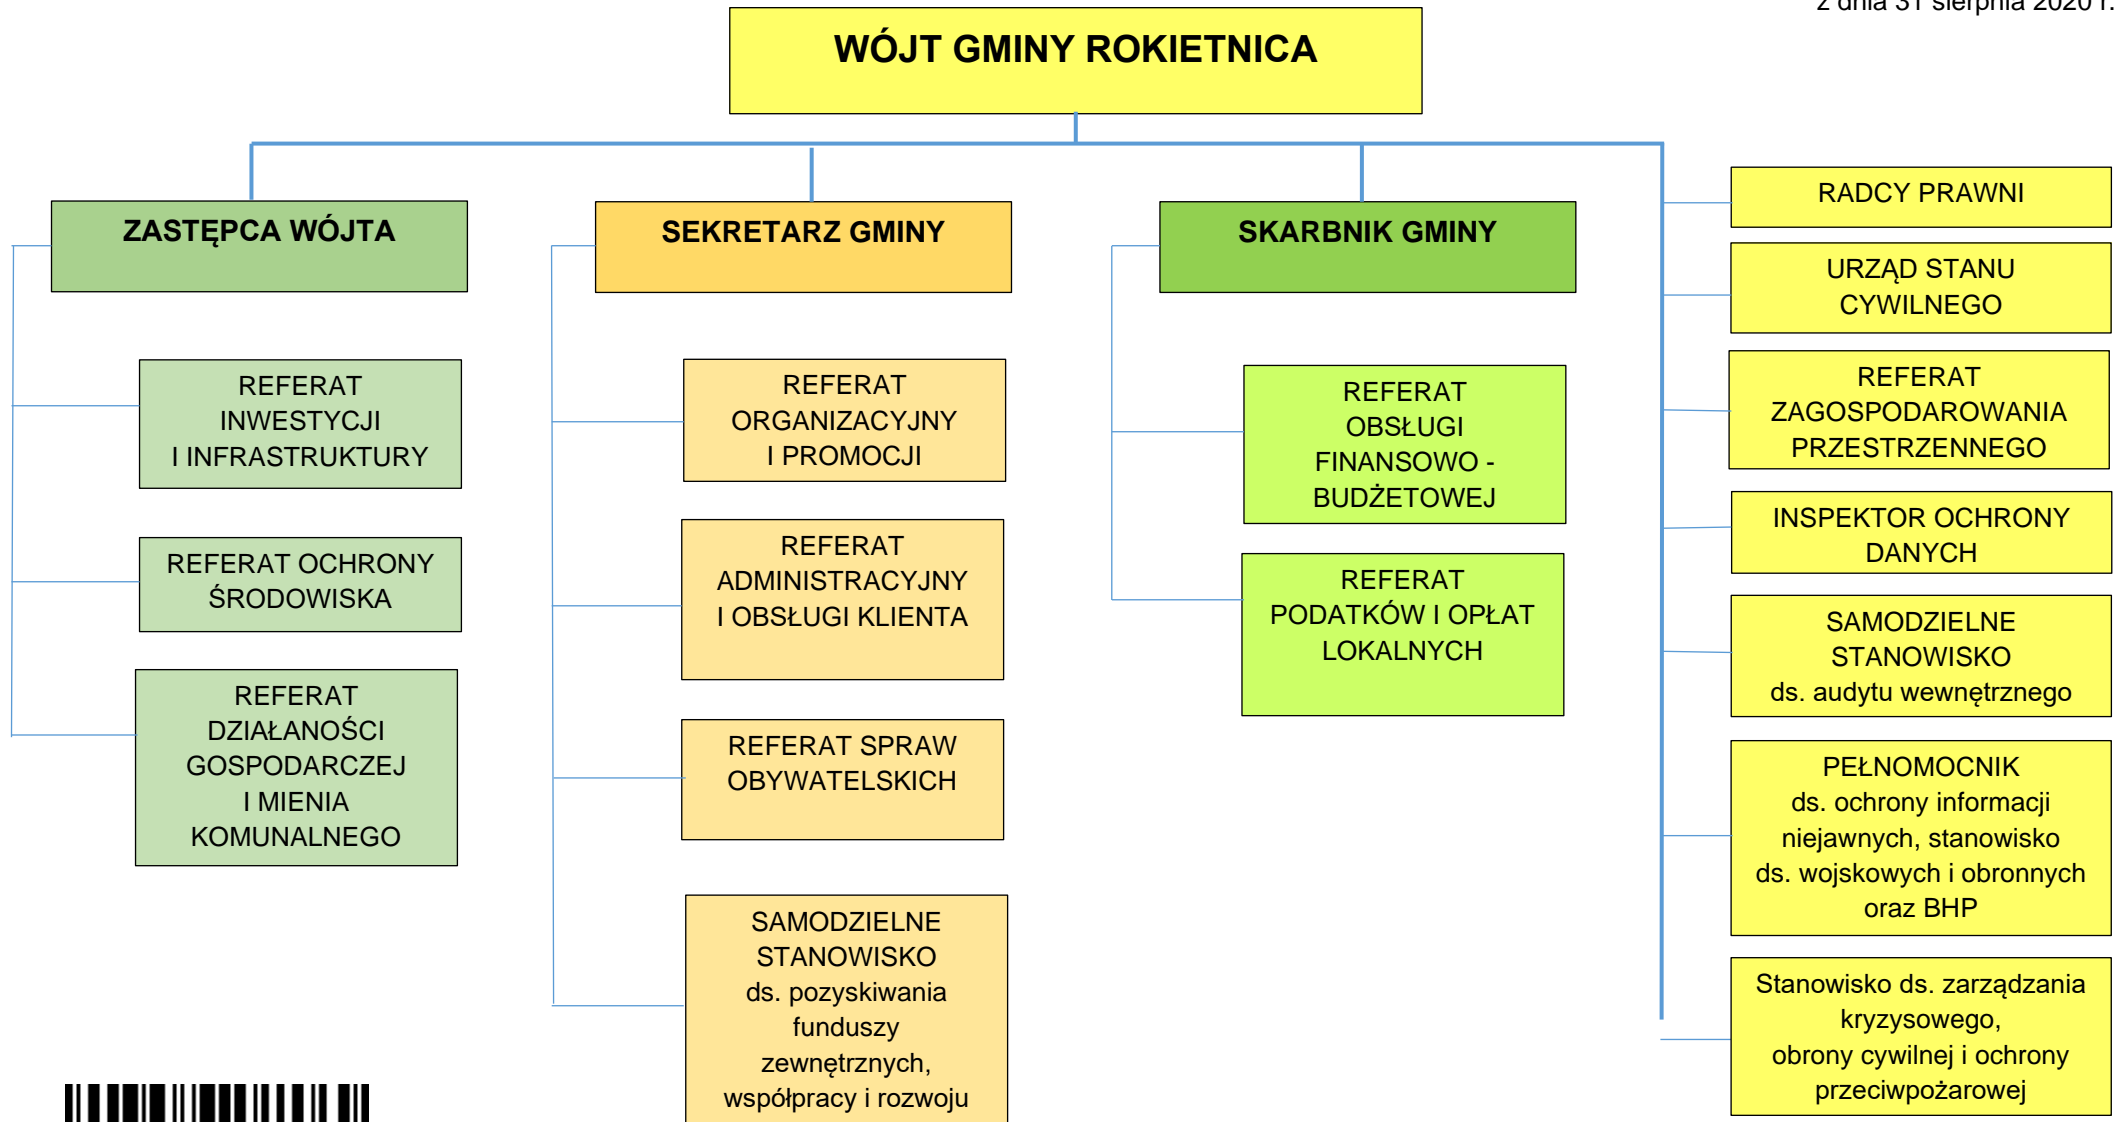 z dnia 31 sierpnia 2020 r.
WÓJT GMINY ROKIETNICA
ZASTĘPCA WÓJTA
REFERAT
INWESTYCJI
I INFRASTRUKTURY
REFERAT OCHRONY
ŚRODOWISKA
REFERAT
DZIAŁANOŚCI
GOSPODARCZEJ
I MIENIA
KOMUNALNEGO
SEKRETARZ GMINY
REFERAT
ORGANIZACYJNY
I PROMOCJI
REFERAT
ADMINISTRACYJNY
I OBSŁUGI KLIENTA
REFERAT SPRAW
OBYWATELSKICH
SAMODZIELNE
STANOWISKO
ds. pozyskiwania
funduszy
zewnętrznych,
współpracy i rozwoju
SKARBNIK GMINY
REFERAT
OBSŁUGI
FINANSOWO -
BUDŻETOWEJ
REFERAT
PODATKÓW I OPŁAT
LOKALNYCH
RADCY PRAWNI
URZĄD STANU
CYWILNEGO
REFERAT
ZAGOSPODAROWANIA
PRZESTRZENNEGO
INSPEKTOR OCHRONY
DANYCH
SAMODZIELNE
STANOWISKO
ds. audytu wewnętrznego
PEŁNOMOCNIK
ds. ochrony informacji
niejawnych, stanowisko
ds. wojskowych i obronnych
oraz BHP
Stanowisko ds. zarządzania
kryzysowego,
obrony cywilnej i ochrony
przeciwpożarowej